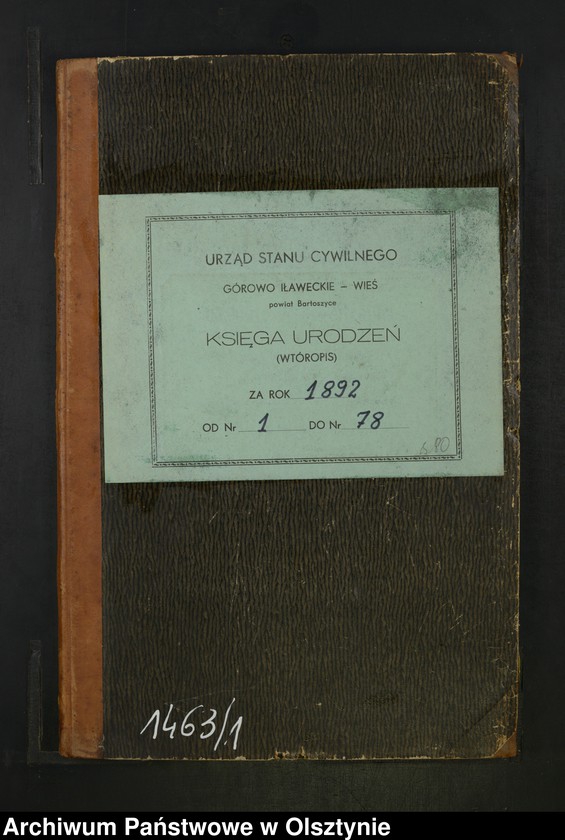 URZĄD STANU CYWILNEGO
GÓROWO IŁAWECKIE – WIEŚ
powiat Bartoszyce
KSIĘGA URODZEŃ
(WTÓROPIS)
ZA ROK 1892
OD Nr 1 DO Nr 78
1463/1
Archiwum Państwowe w Olsztynie